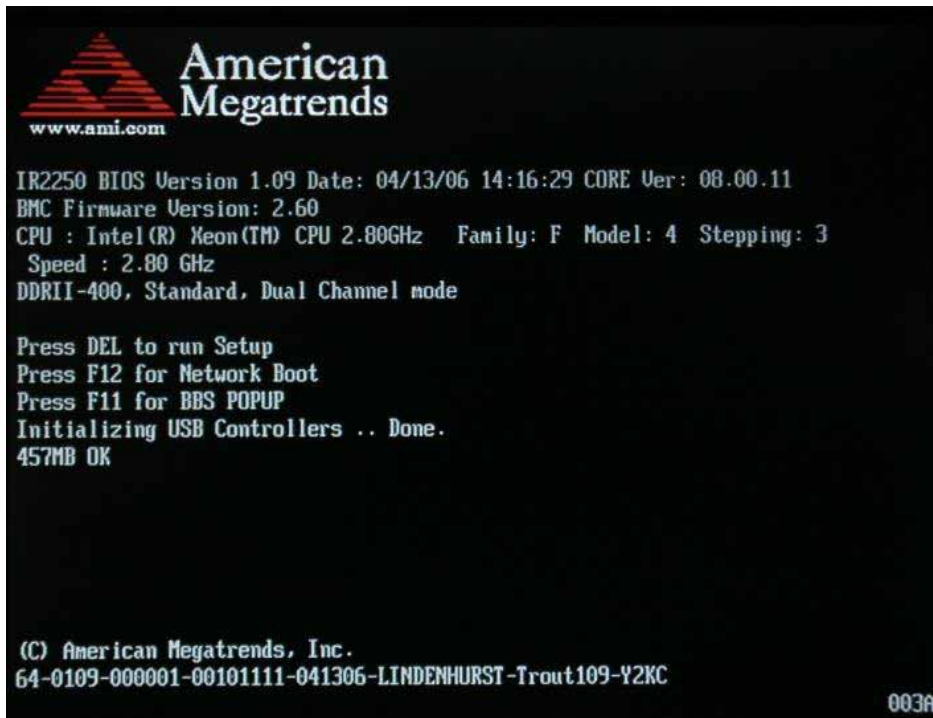 American
Megatrends
www.ami.com
IR2250 BIOS Version 1.09 Date: 04/13/06 14:16:29 CORE Ver: 08.00.11
BMC Firmware Version: 2.60
CPU : Intel(R) Xeon(TM) CPU 2.80GHz Family: F Model: 4 Stepping: 3
Speed : 2.80 GHz
DDRII-400, Standard, Dual Channel mode
Press DEL to run Setup
Press F12 for Network Boot
Press F11 for BBS POPUP
Initializing USB Controllers .. Done.
457MB OK
(C) American Megatrends, Inc.
64-0109-000001-00101111-041306-LINDENHURST-Trout109-Y2KC
003A